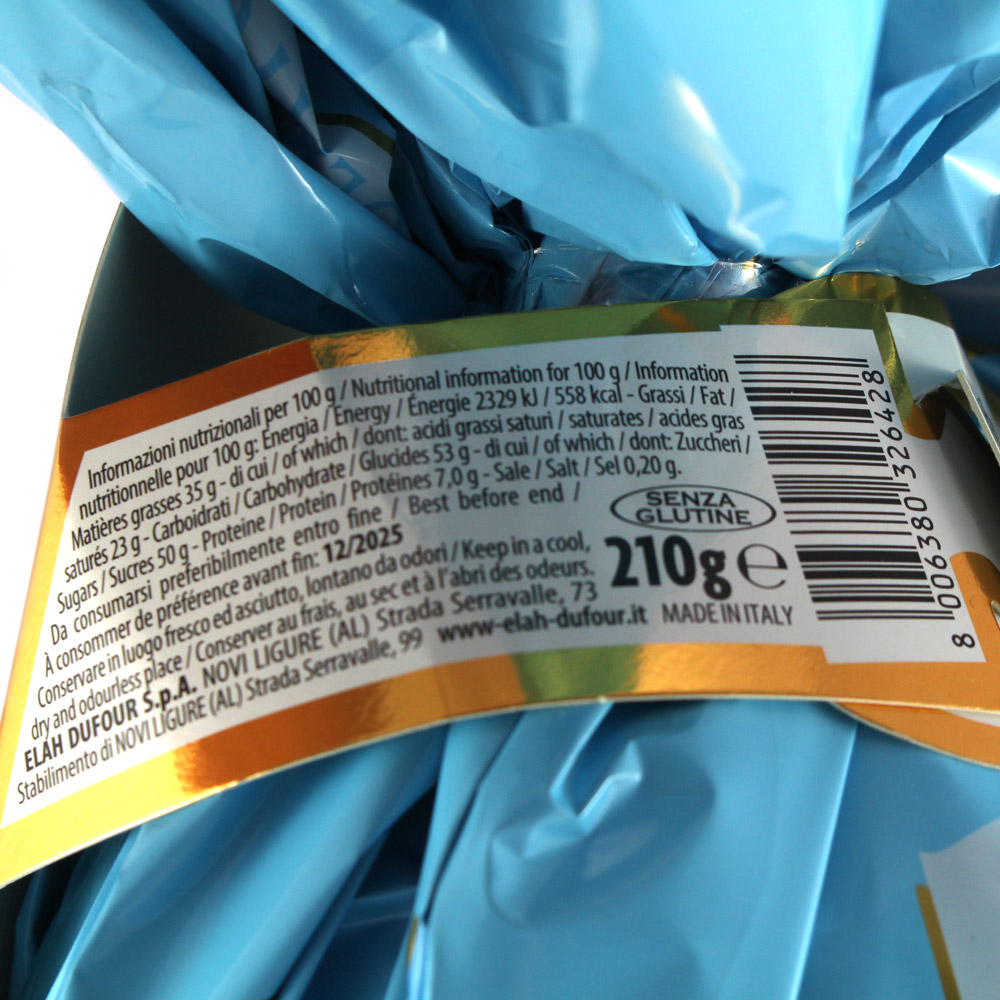 Informazioni nutrizionali per 100 g / Nutritional information for 100 g / Information
nutritionnelle pour 100 g: Energia / Energy / Énergie 2329 kJ / 558 kcal - Grassi / Fat /
Matières grasses 35 g - di cui / of which / dont: acidi grassi saturi / saturates / acides gras
saturés 23 g - Carboidrati / Carbohydrate / Glucides 53 g - di cui / of which / dont: Zuccheri /
Sugars / Sucres 50 g - Proteine / Protein / Protéines 7,0 g - Sale / Salt / Sel 0,20 g.
Da consumarsi preferibilmente entro fine / Best before end /
À consommer de préférence avant fin: 12/2025
Conservare in luogo fresco ed asciutto, lontano da odori / Keep in a cool,
dry and odourless place / Conserver au frais, au sec et à l'abri des odeurs.
ELAH DUFOUR S.p.A. NOVI LIGURE (AL) Strada Serravalle, 73
Stabilimento di NOVI LIGURE (AL) Strada Serravalle, 99
www-elah-dufour.it MADE IN ITALY
SENZA
GLUTINE
210g e
8 006380 326428